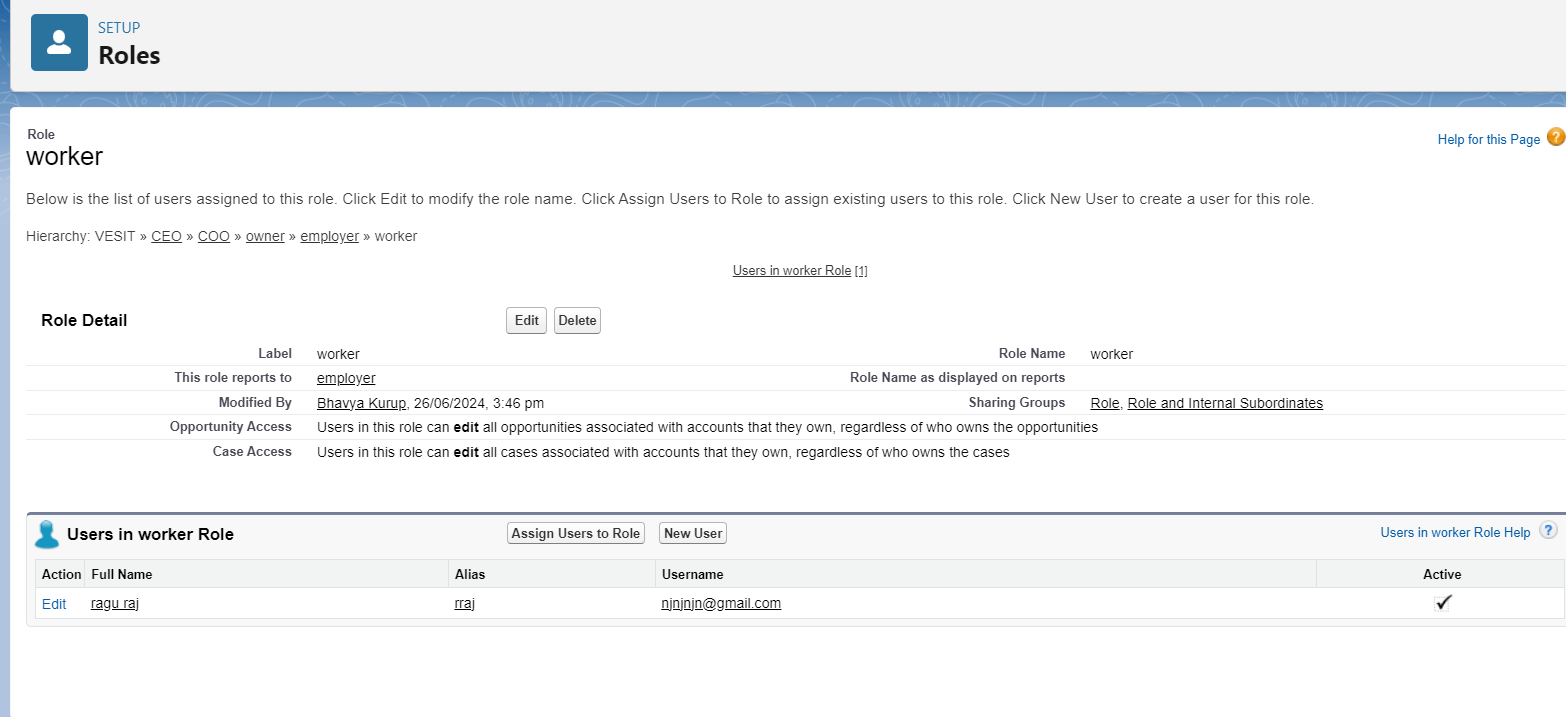 SETUP
Roles
Role
worker
Help for this Page ?
Below is the list of users assigned to this role. Click Edit to modify the role name. Click Assign Users to Role to assign existing users to this role. Click New User to create a user for this role.
Hierarchy: VESIT » CEO » COO » owner » employer » worker
Users in worker Role [1]
Role Detail Edit Delete
Label worker Role Name worker
This role reports to employer Role Name as displayed on reports
Modified By Bhavya Kurup, 26/06/2024, 3:46 pm Sharing Groups Role, Role and Internal Subordinates
Opportunity Access Users in this role can edit all opportunities associated with accounts that they own, regardless of who owns the opportunities
Case Access Users in this role can edit all cases associated with accounts that they own, regardless of who owns the cases
Users in worker Role Assign Users to Role New User Users in worker Role Help ?
Action Full Name Alias Username Active
Edit ragu raj rraj njnjnjn@gmail.com